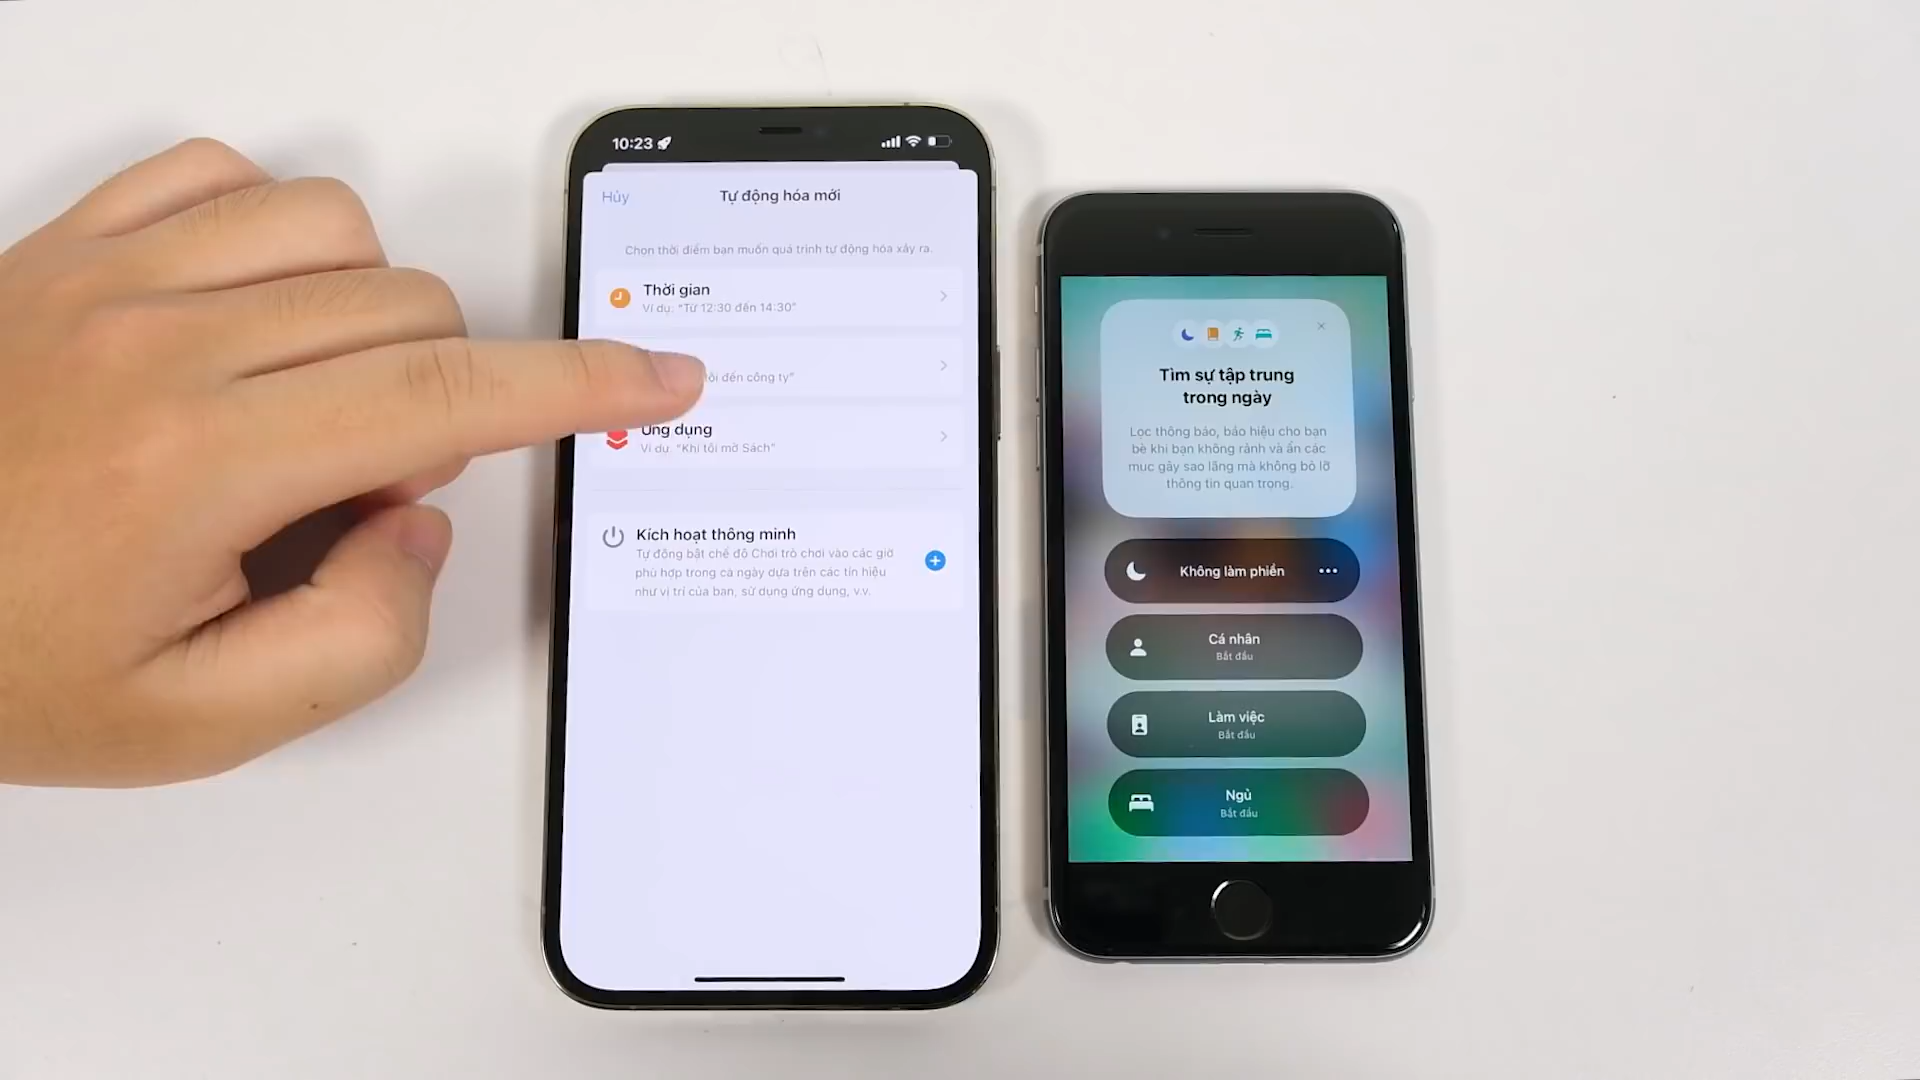 10:23
Hủy
Tự động hóa mới
Chọn thời điểm bạn muốn quá trình tự động hóa xảy ra.
Thời gian
Ví dụ: “Từ 12:30 đến 14:30”
đến công ty”
Ứng dụng
Ví dụ: “Khi tôi mở Sách”
Kích hoạt thông minh
Tự động bật chế độ Chơi trò chơi vào các giờ
phù hợp trong cả ngày dựa trên các tín hiệu
như vị trí của bạn, sử dụng ứng dụng, v.v.
Tìm sự tập trung
trong ngày
Lọc thông báo, báo hiệu cho bạn
bè khi bạn không rảnh và ẩn các
mục gây sao lãng mà không bỏ lỡ
thông tin quan trọng.
Không làm phiền
Cá nhân
Bắt đầu
Làm việc
Bắt đầu
Ngủ
Bắt đầu